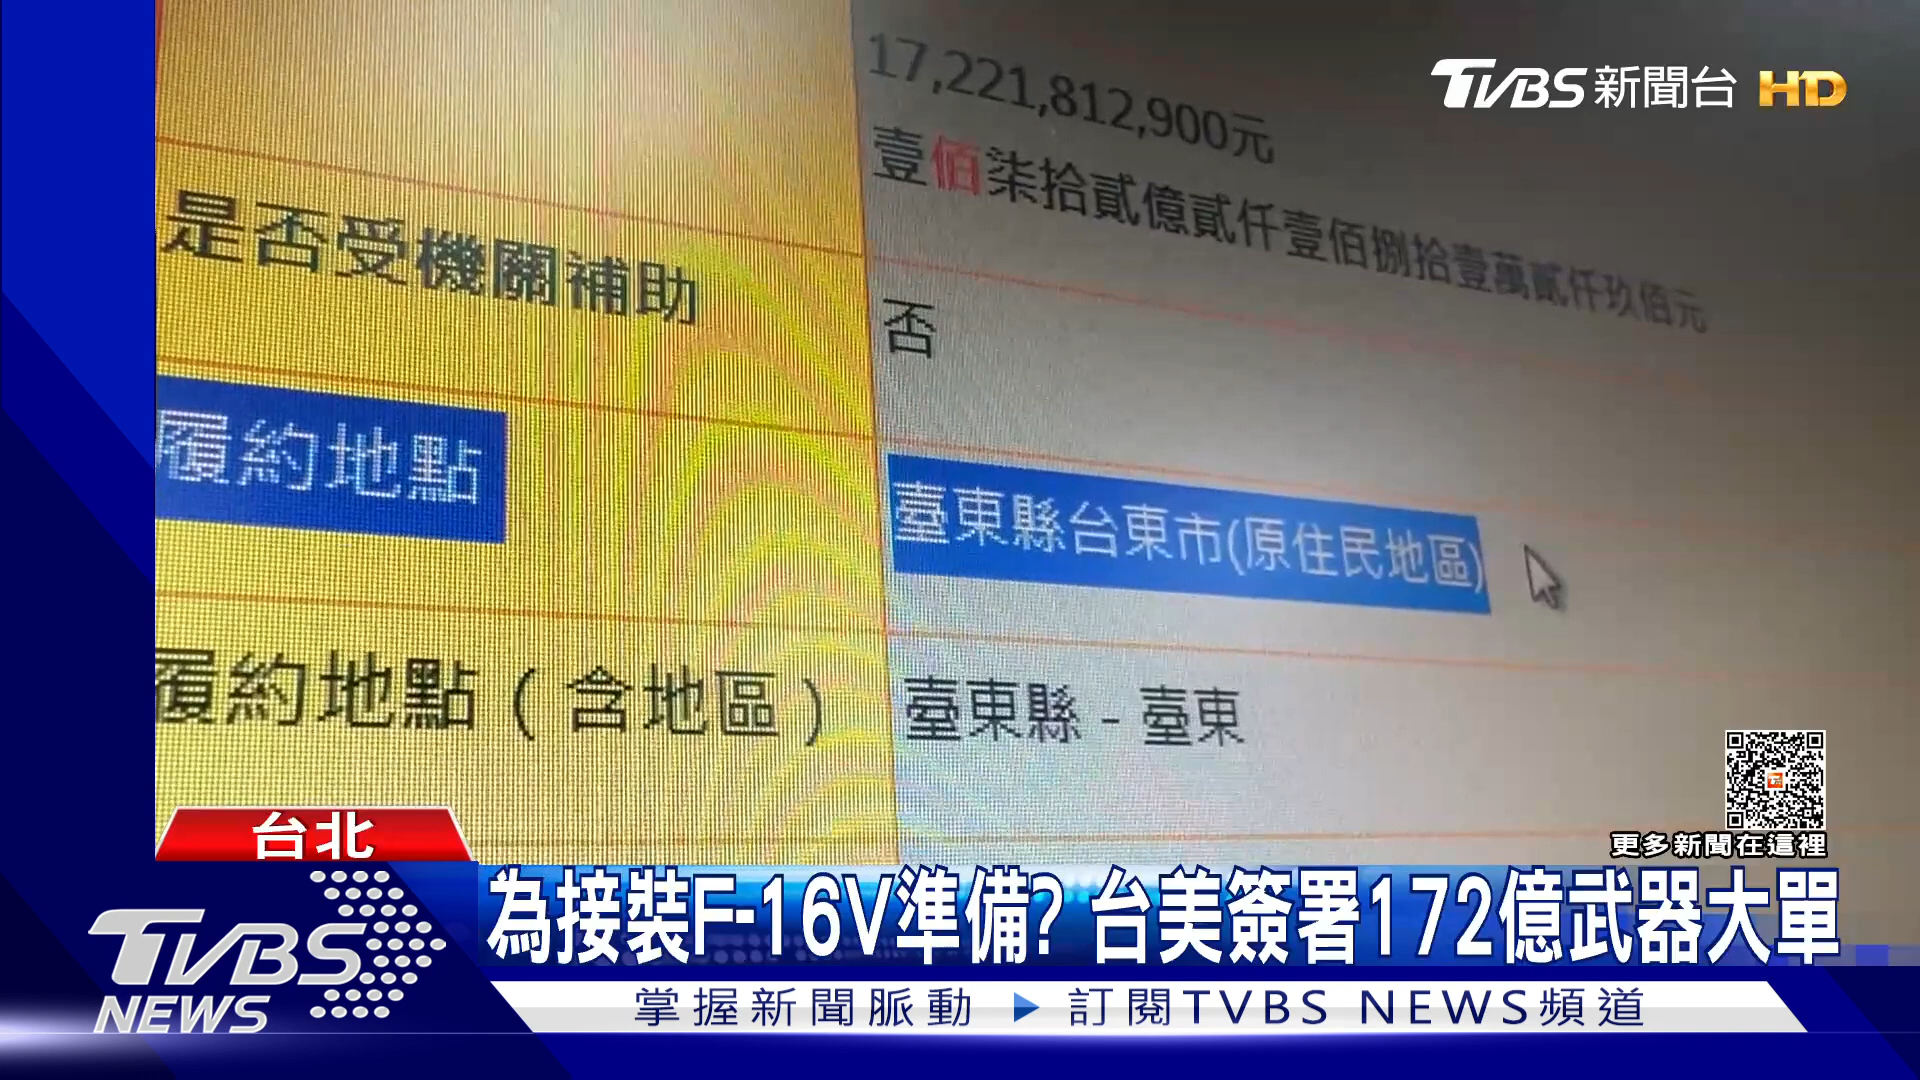 17,221,812,900元
TVBS新聞台 HD
壹佰柒拾貳億貳仟壹佰捌拾壹萬貳仟玖佰元
是否受機關補助
否
履約地點
臺東縣台東市(原住民地區)
履約地點（含地區）
臺東縣－臺東
更多新聞在這裡
台北
為接裝F-16V準備? 台美簽署172億武器大單
TVBS NEWS
掌握新聞脈動 ▶ 訂閱TVBS NEWS頻道